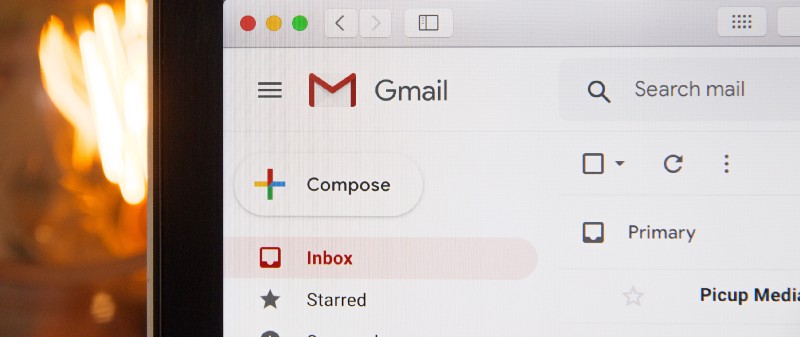 Gmail
Search mail
Compose
Primary
Inbox
Starred
Picup Media